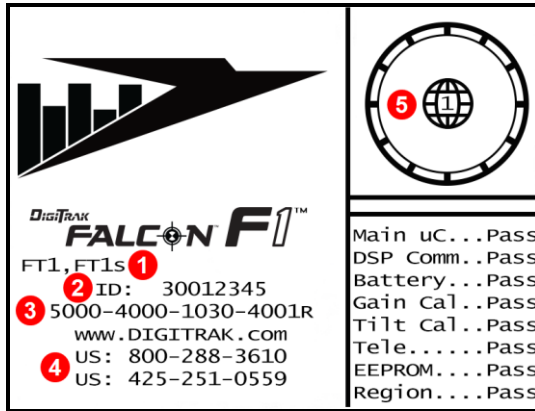 DIGITRAK
FALCON F1™
FT1,FT1s 1
2 ID: 30012345
3 5000-4000-1030-4001R
www.DIGITRAK.com
4 US: 800-288-3610
US: 425-251-0559
5 1
Main uC...Pass
DSP Comm..Pass
Battery...Pass
Gain Cal..Pass
Tilt Cal..Pass
Tele......Pass
EEPROM....Pass
Region....Pass